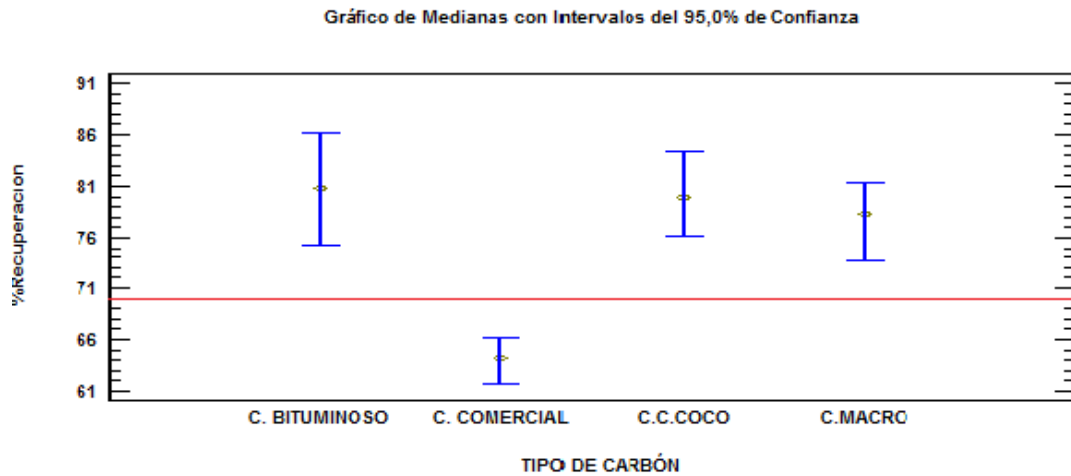 Gráfico de Medianas con Intervalos del 95,0% de Confianza
91
86
81
76
71
66
61
%Recuperacion
C. BITUMINOSO C. COMERCIAL C.C.COCO C.MACRO
TIPO DE CARBÓN